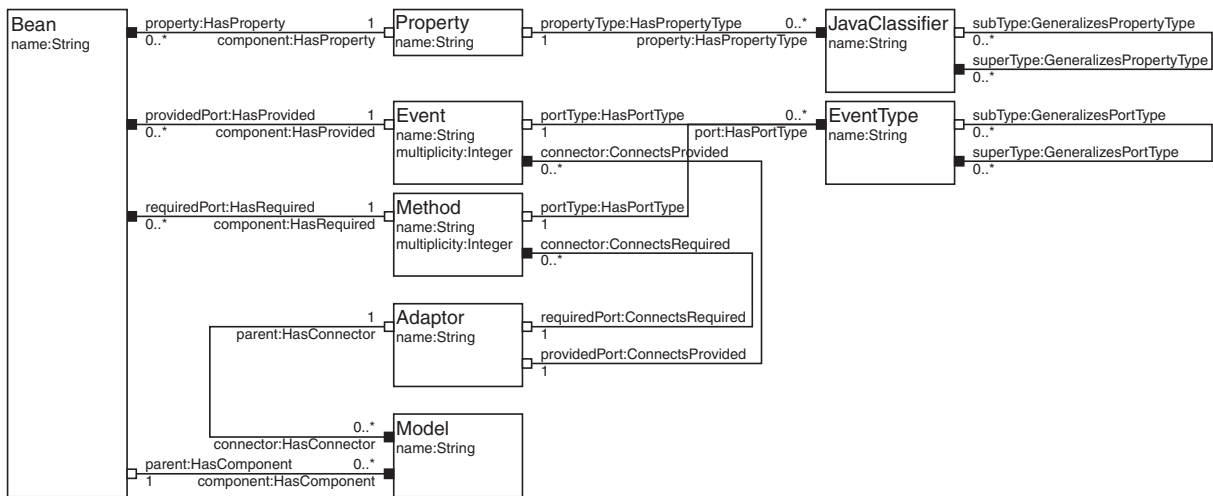 Bean
name:String
property:HasProperty 1
0..* component:HasProperty
Property
name:String
propertyType:HasPropertyType 0..*
1 property:HasPropertyType
JavaClassifier
name:String
subType:GeneralizesPropertyType
0..*
superType:GeneralizesPropertyType
0..*
providedPort:HasProvided 1
0..* component:HasProvided
Event
name:String
multiplicity:Integer
portType:HasPortType 0..*
1 port:HasPortType
connector:ConnectsProvided
0..*
EventType
name:String
subType:GeneralizesPortType
0..*
superType:GeneralizesPortType
0..*
requiredPort:HasRequired 1
0..* component:HasRequired
Method
name:String
multiplicity:Integer
portType:HasPortType
1
connector:ConnectsRequired
0..*
1
parent:HasConnector
Adaptor
name:String
requiredPort:ConnectsRequired
1
providedPort:ConnectsProvided
1
0..*
connector:HasConnector
Model
name:String
parent:HasComponent 0..*
1 component:HasComponent